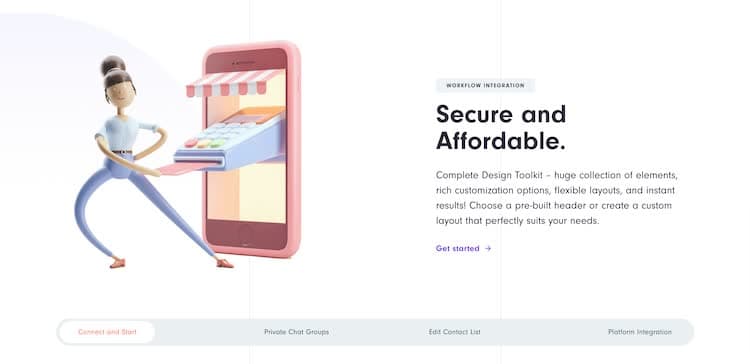 WORKFLOW INTEGRATION
Secure and
Affordable.
Complete Design Toolkit – huge collection of elements,
rich customization options, flexible layouts, and instant
results! Choose a pre-built header or create a custom
layout that perfectly suits your needs.
Get started →
Connect and Start
Private Chat Groups
Edit Contact List
Platform Integration